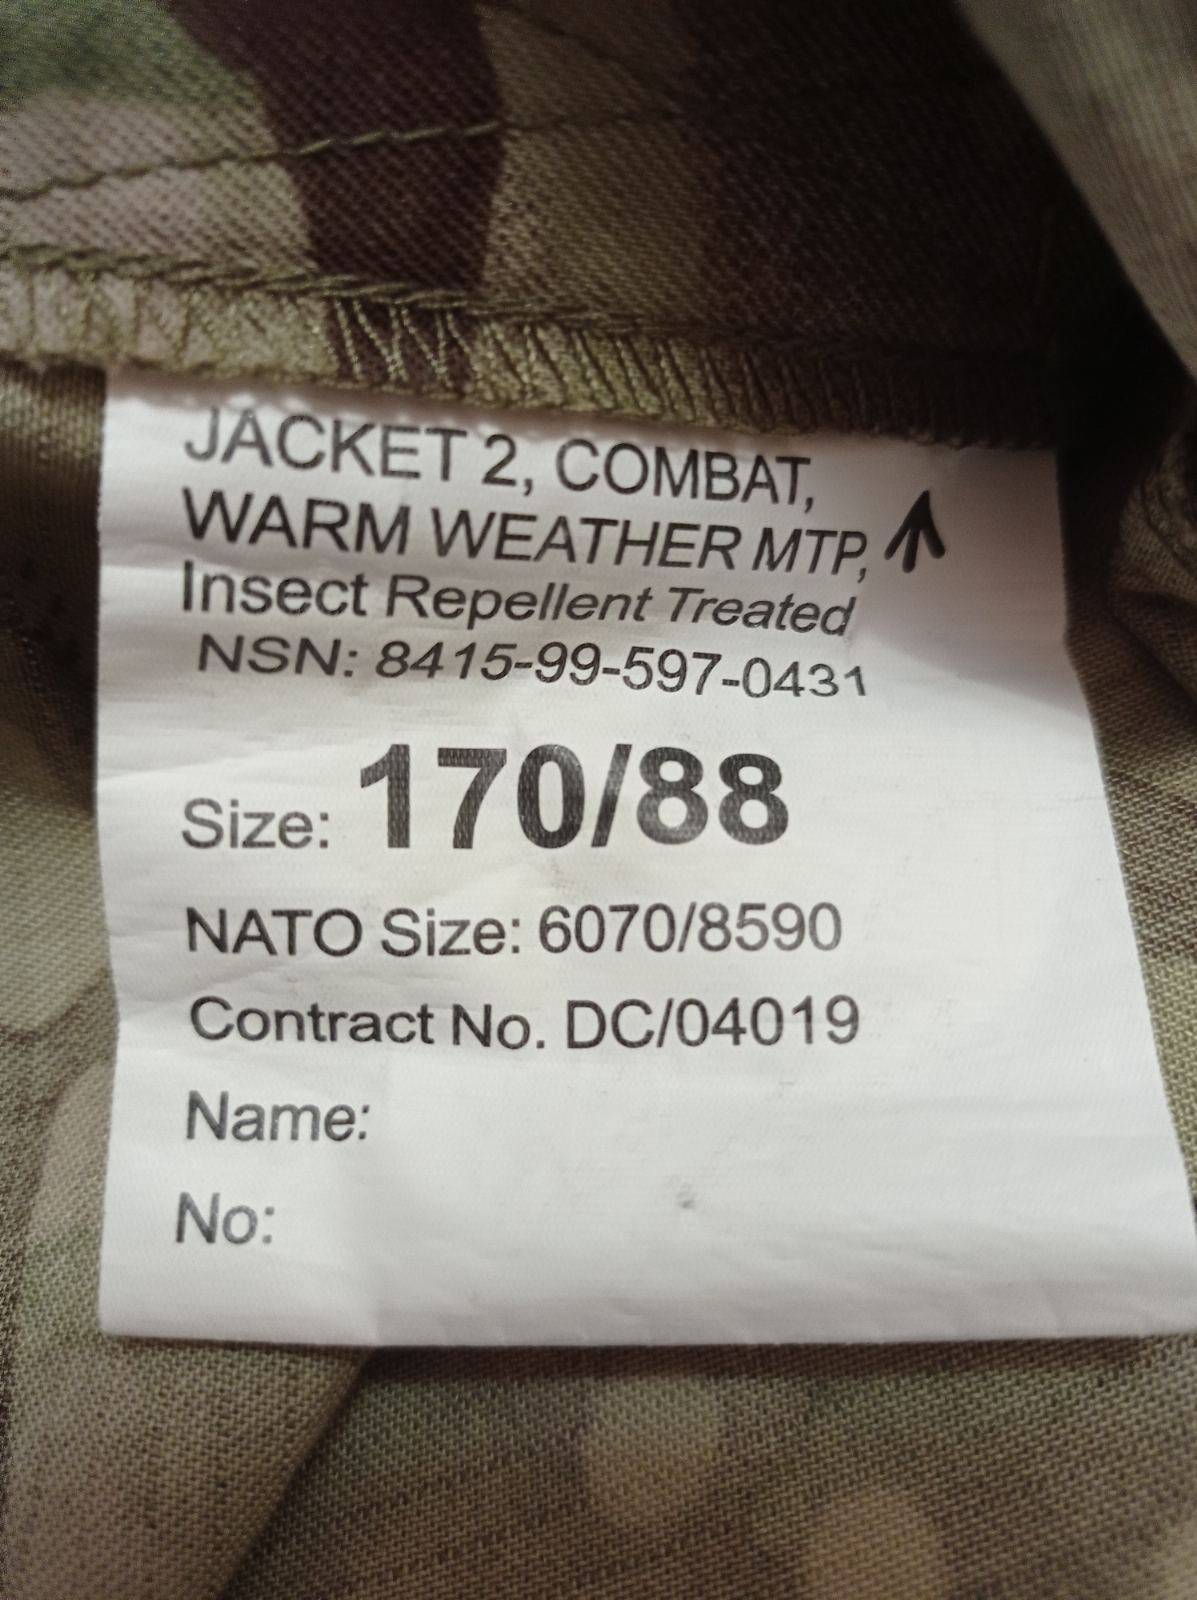 JACKET 2, COMBAT,
WARM WEATHER MTP,
Insect Repellent Treated
NSN: 8415-99-597-0431
Size: 170/88
NATO Size: 6070/8590
Contract No. DC/04019
Name:
No: